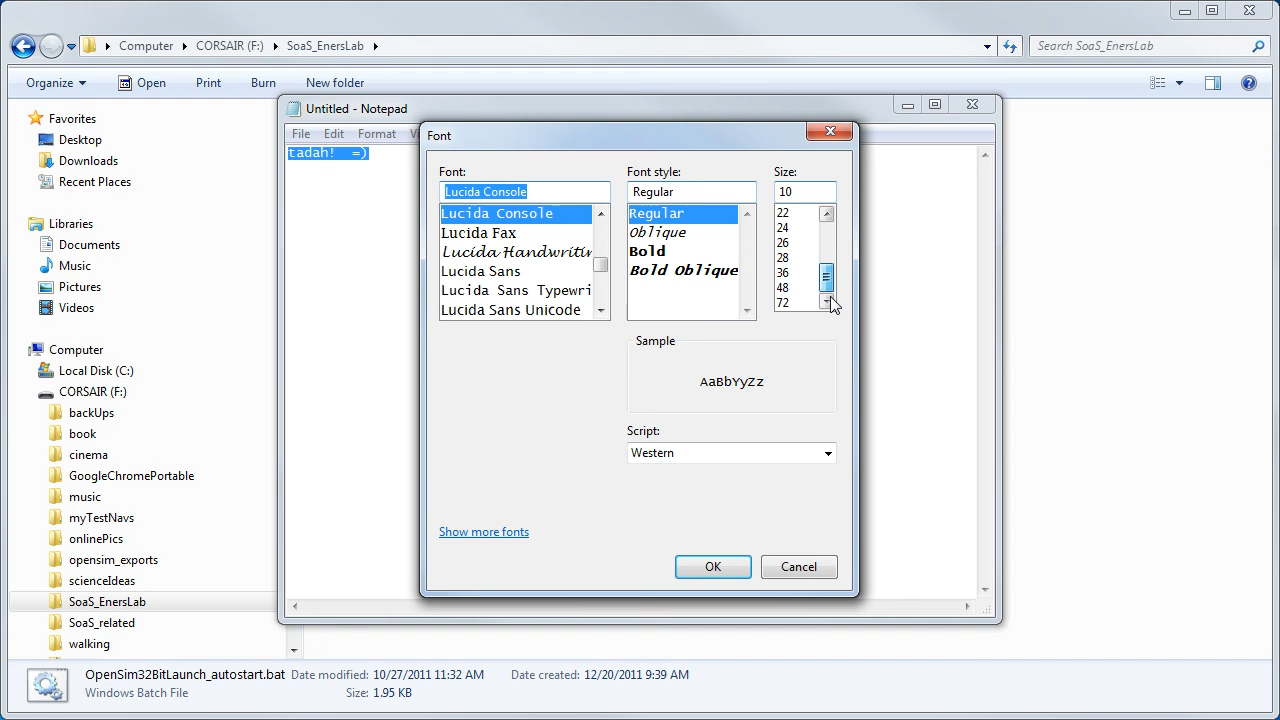 Computer
CORSAIR (F:)
SoaS_EnersLab
Search SoaS_EnersLab
Organize
Open
Print
Burn
New folder
Favorites
Desktop
Downloads
Recent Places
Libraries
Documents
Music
Pictures
Videos
Computer
Local Disk (C:)
CORSAIR (F:)
backUps
book
cinema
GoogleChromePortable
music
myTestNavs
onlinePics
opensim_exports
scienceIdeas
SoaS_EnersLab
SoaS_related
walking
Untitled - Notepad
File
Edit
Format
tadah!  =)
Font
Font:
Lucida Console
Lucida Console
Lucida Fax
Lucida Handwritin
Lucida Sans
Lucida Sans Typewri
Lucida Sans Unicode
Font style:
Regular
Regular
Oblique
Bold
Bold Oblique
Size:
10
22
24
26
28
36
48
72
Sample
AaBbYyZz
Script:
Western
Show more fonts
OK
Cancel
OpenSim32BitLaunch_autostart.bat
Date modified: 10/27/2011 11:32 AM
Date created: 12/20/2011 9:39 AM
Windows Batch File
Size: 1.95 KB